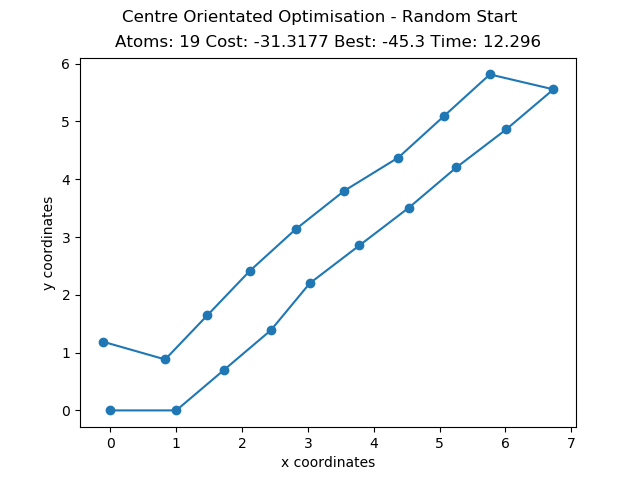 Centre Orientated Optimisation - Random Start
Atoms: 19 Cost: -31.3177 Best: -45.3 Time: 12.296
6
5
4
3
2
1
0
y coordinates
0 1 2 3 4 5 6 7
x coordinates